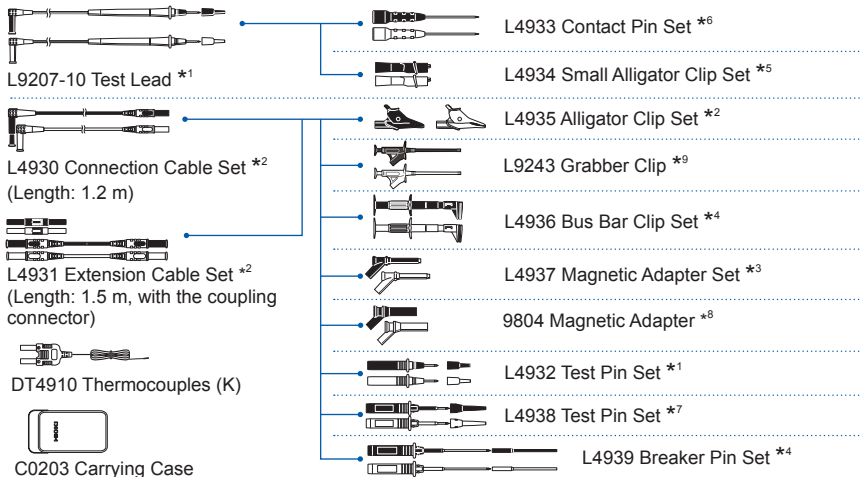 L9207-10 Test Lead *1
L4930 Connection Cable Set *2
(Length: 1.2 m)
L4931 Extension Cable Set *2
(Length: 1.5 m, with the coupling
connector)
DT4910 Thermocouples (K)
HIOKI
C0203 Carrying Case
L4933 Contact Pin Set *6
L4934 Small Alligator Clip Set *5
L4935 Alligator Clip Set *2
L9243 Grabber Clip *9
L4936 Bus Bar Clip Set *4
L4937 Magnetic Adapter Set *3
9804 Magnetic Adapter *8
L4932 Test Pin Set *1
L4938 Test Pin Set *7
L4939 Breaker Pin Set *4